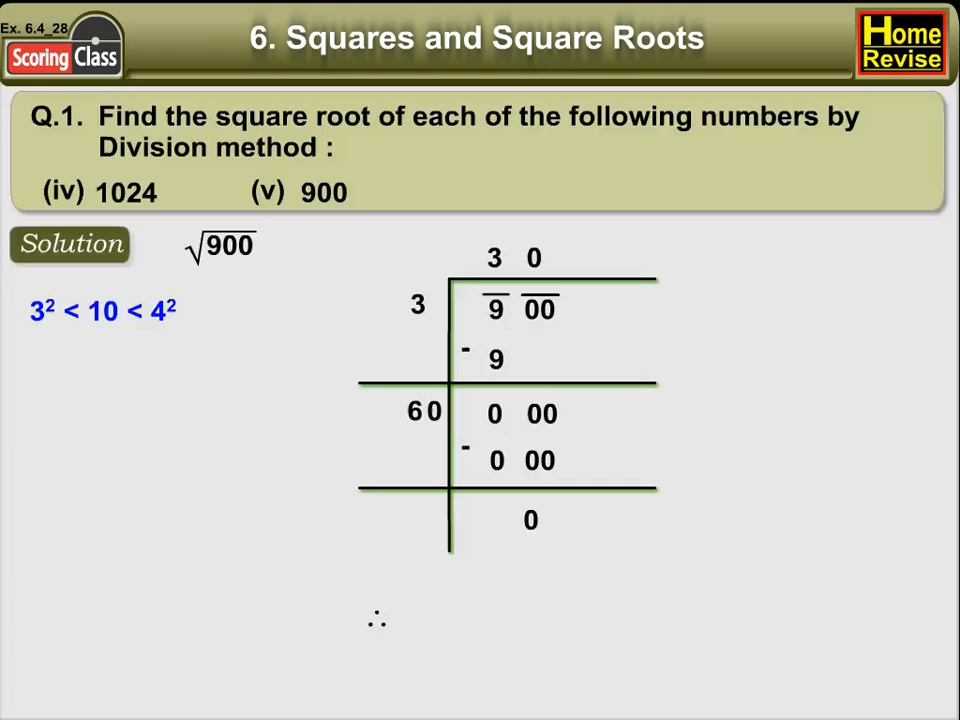 Ex. 6.4_28
Scoring Class
6. Squares and Square Roots
Home
Revise
Q.1. Find the square root of each of the following numbers by
Division method :
(iv) 1024 (v) 900
Solution √900
3² < 10 < 4²
3 0
3 9 00
- 9
60 0 00
- 0 00
0
∴